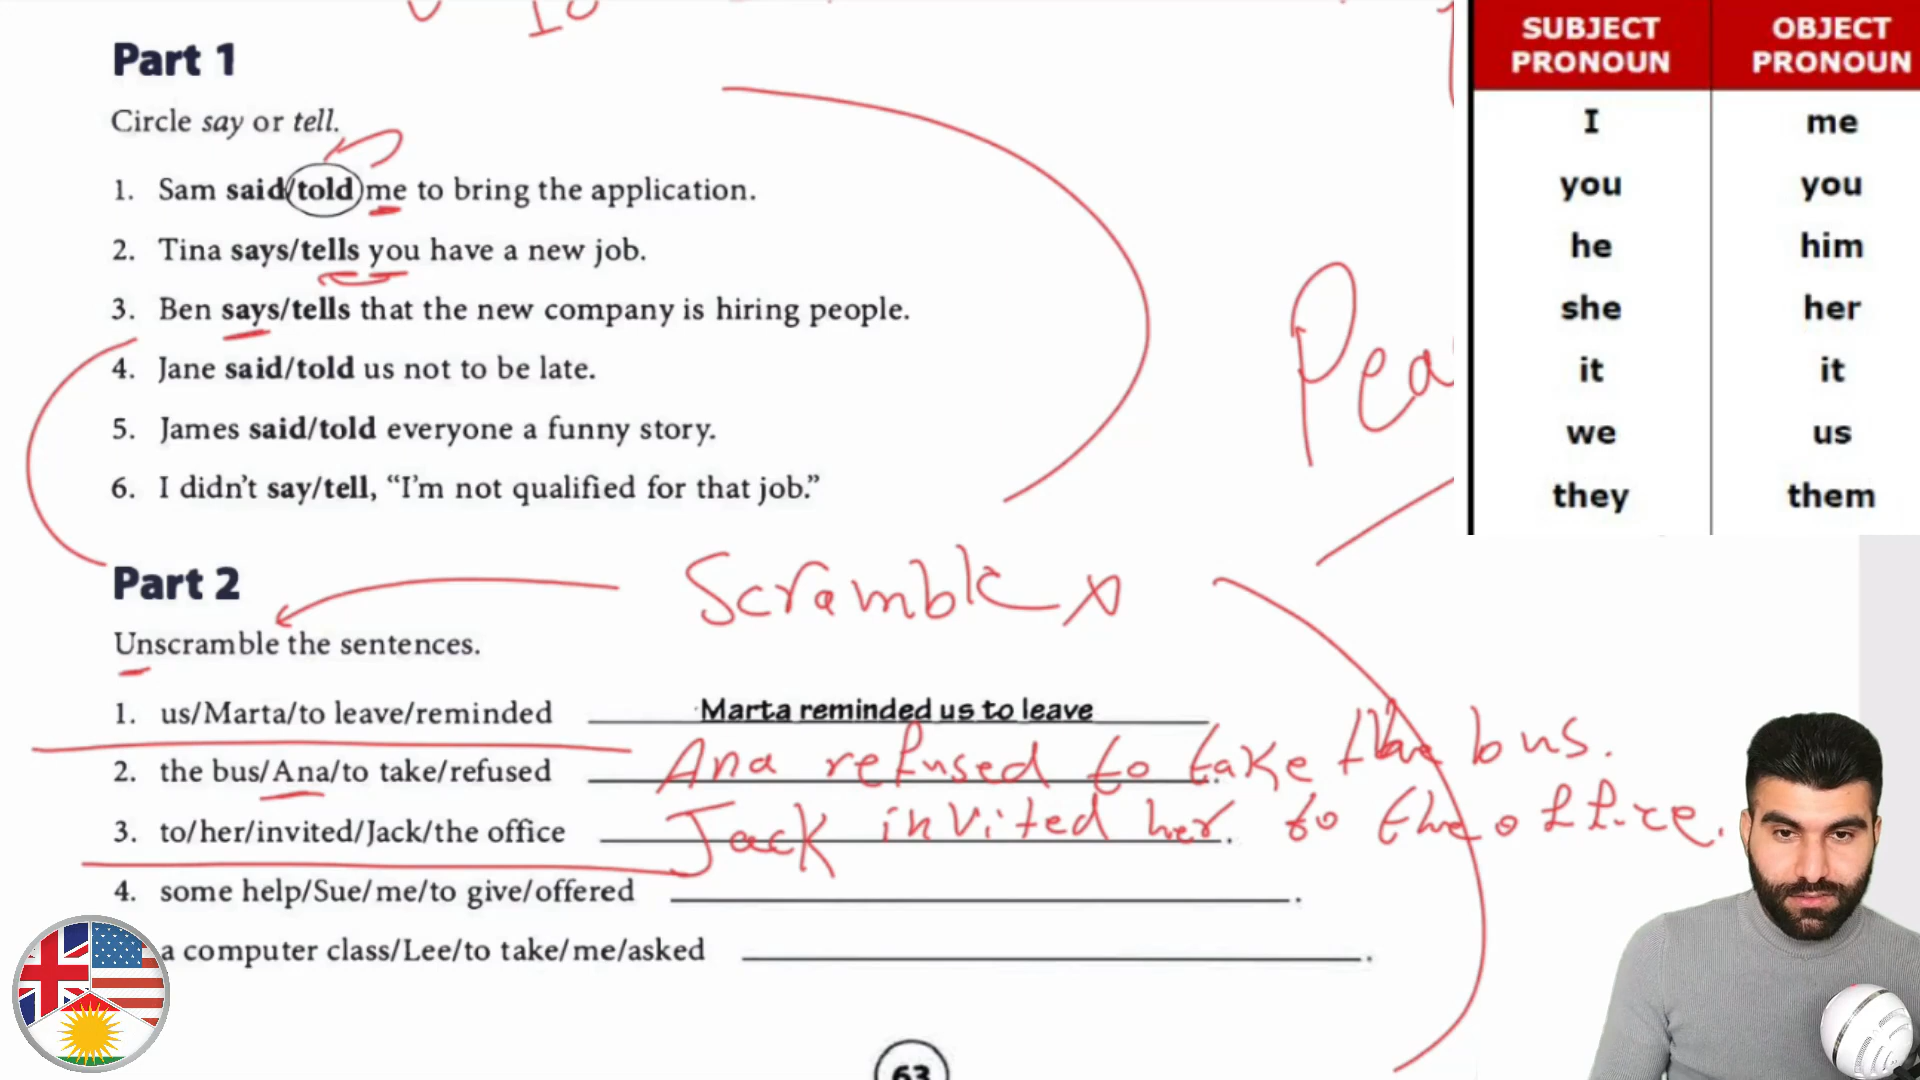 Part 1
Circle say or tell.
1. Sam said/told me to bring the application.
2. Tina says/tells you have a new job.
3. Ben says/tells that the new company is hiring people.
4. Jane said/told us not to be late.
5. James said/told everyone a funny story.
6. I didn't say/tell, “I'm not qualified for that job.”
SUBJECT PRONOUN OBJECT PRONOUN
I me
you you
he him
she her
it it
we us
they them
Part 2
Scramble
Unscramble the sentences.
1. us/Marta/to leave/reminded Marta reminded us to leave
2. the bus/Ana/to take/refused Ana refused to take the bus.
3. to/her/invited/Jack/the office Jack invited her to the office.
4. some help/Sue/me/to give/offered
a computer class/Lee/to take/me/asked
63